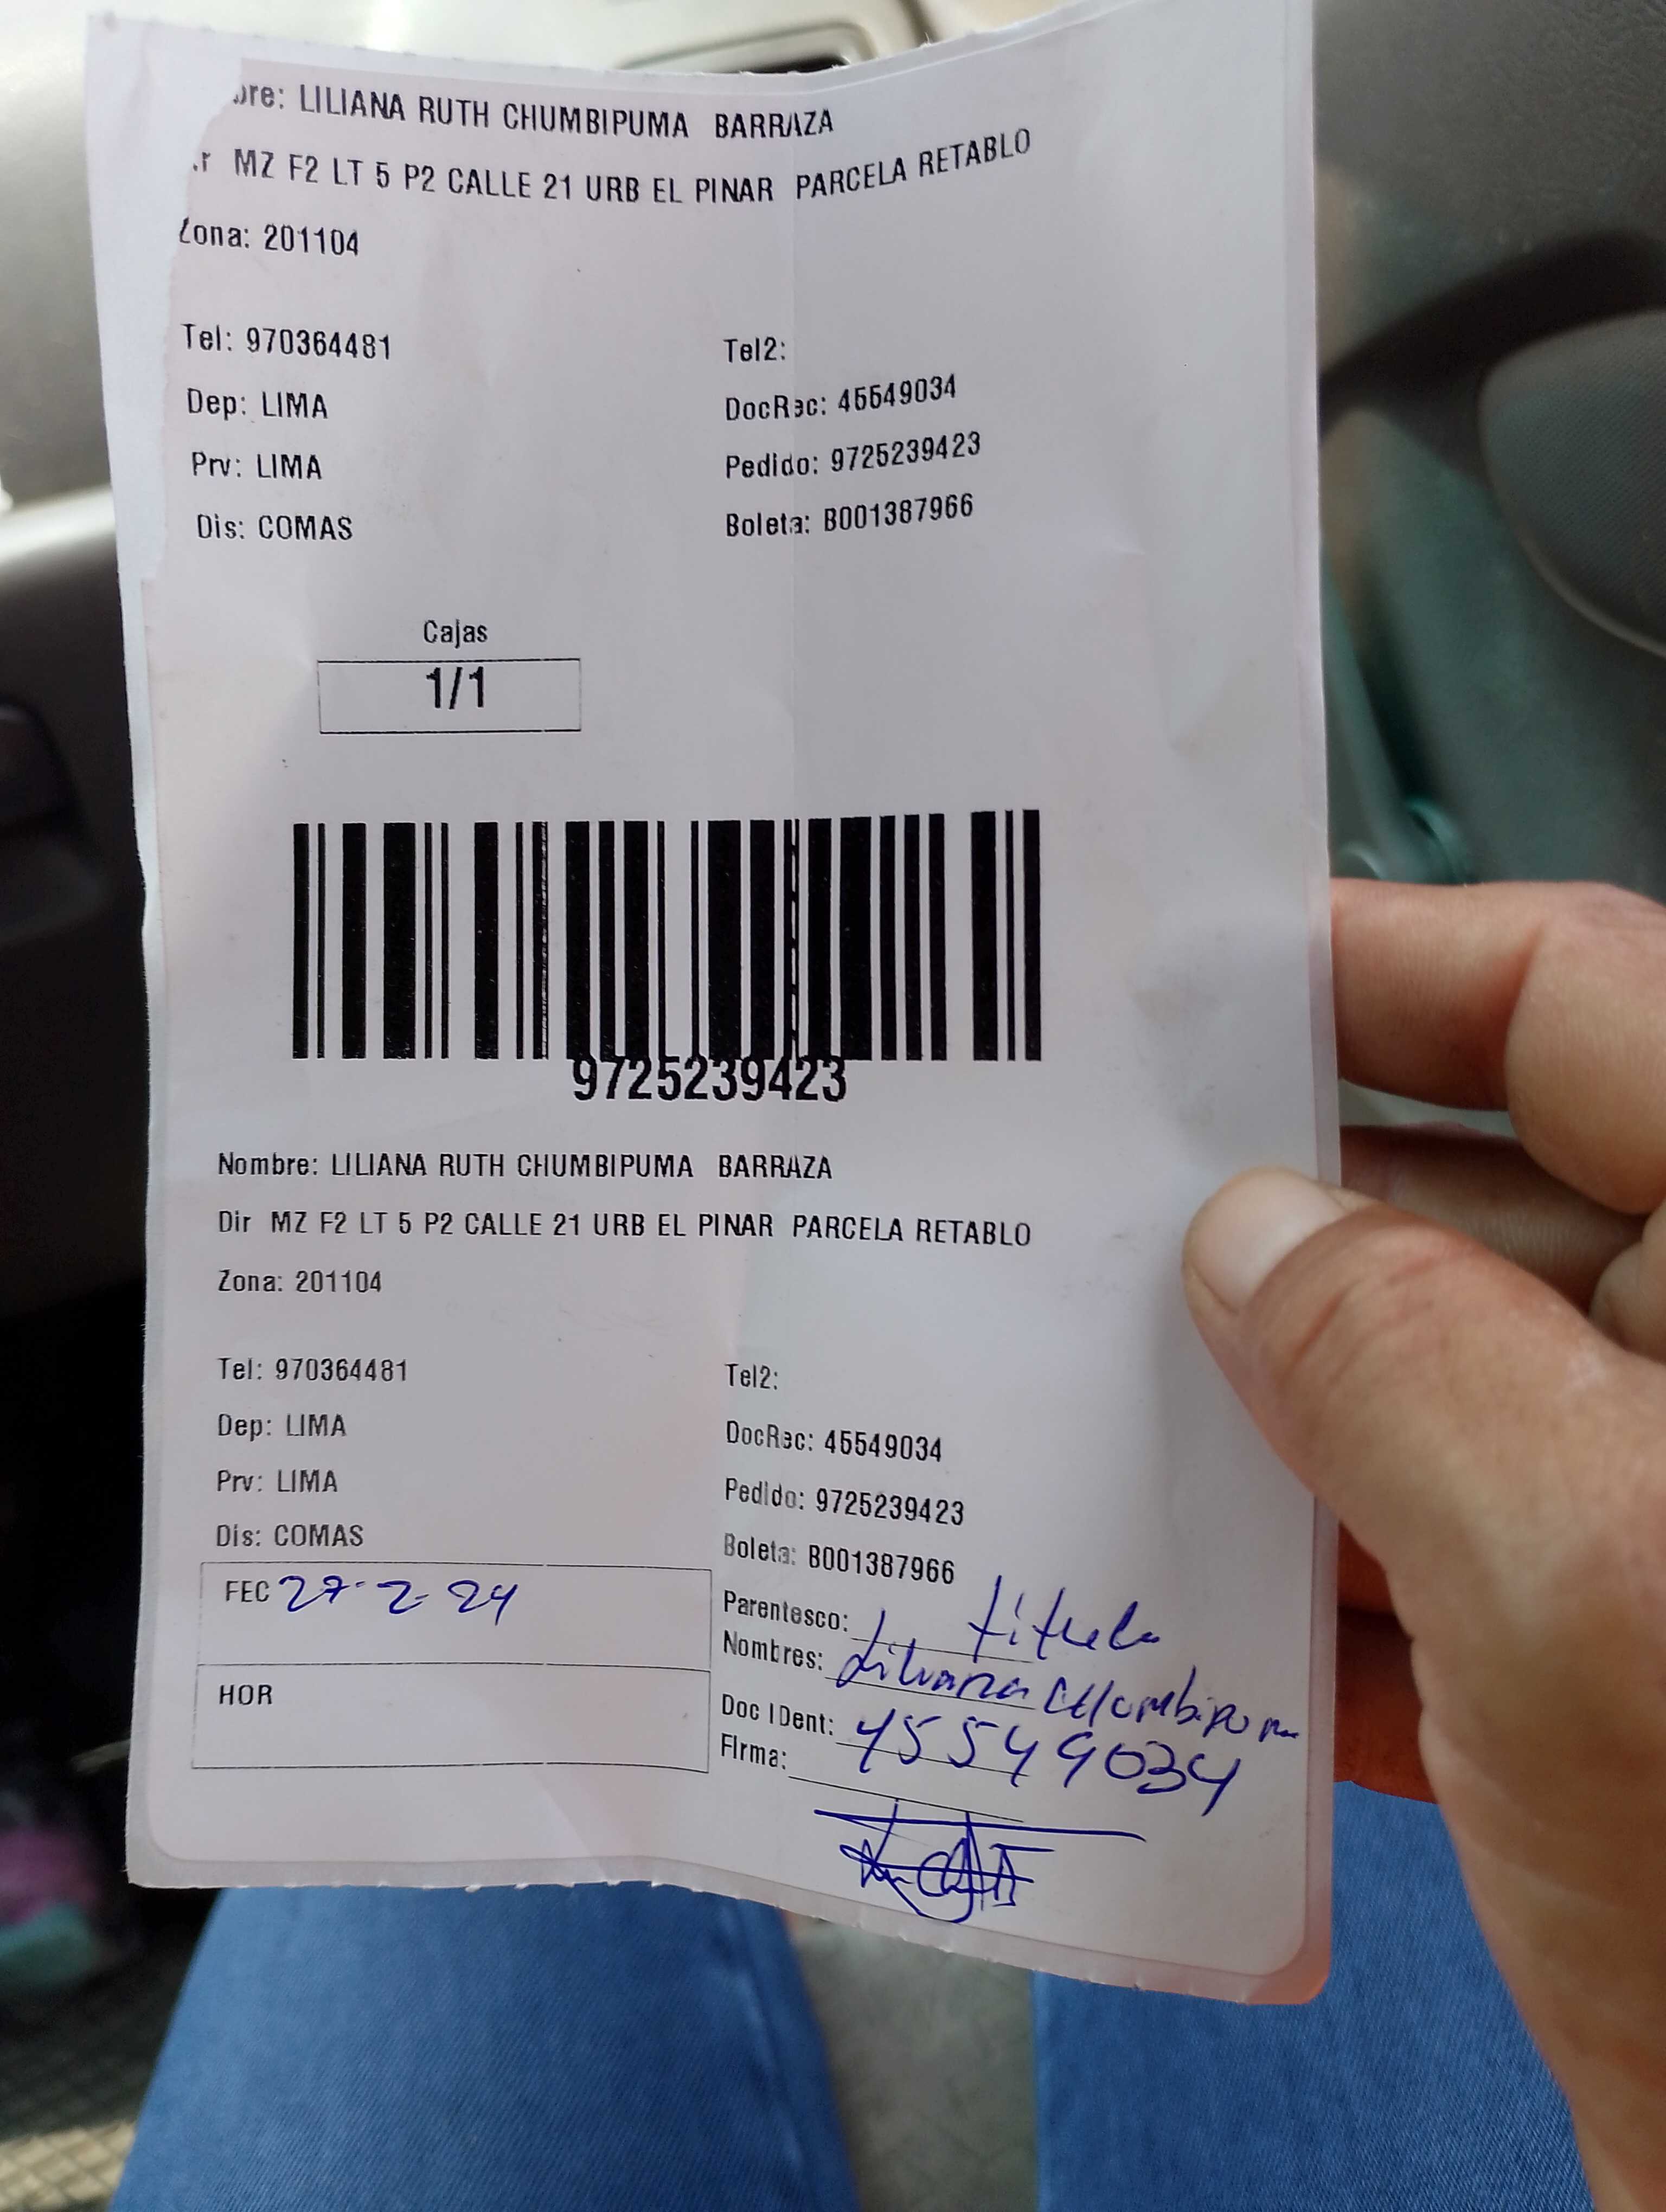 bre: LILIANA RUTH CHUMBIPUMA BARRAZA
.r MZ F2 LT 5 P2 CALLE 21 URB EL PINAR PARCELA RETABLO
Zona: 201104
Tel: 970364481 Tel2:
Dep: LIMA DocRec: 45549034
Prv: LIMA Pedido: 9725239423
Dis: COMAS Boleta: B001387966
Cajas
1/1
9725239423
Nombre: LILIANA RUTH CHUMBIPUMA BARRAZA
Dir MZ F2 LT 5 P2 CALLE 21 URB EL PINAR PARCELA RETABLO
Zona: 201104
Tel: 970364481 Tel2:
Dep: LIMA DocRec: 45549034
Prv: LIMA Pedido: 9725239423
Dis: COMAS Boleta: B001387966
FEC 27-2-24
Parentesco: titula
Nombres: Liliana Chumbipuma
HOR
Doc IDent: 45549034
Firma: